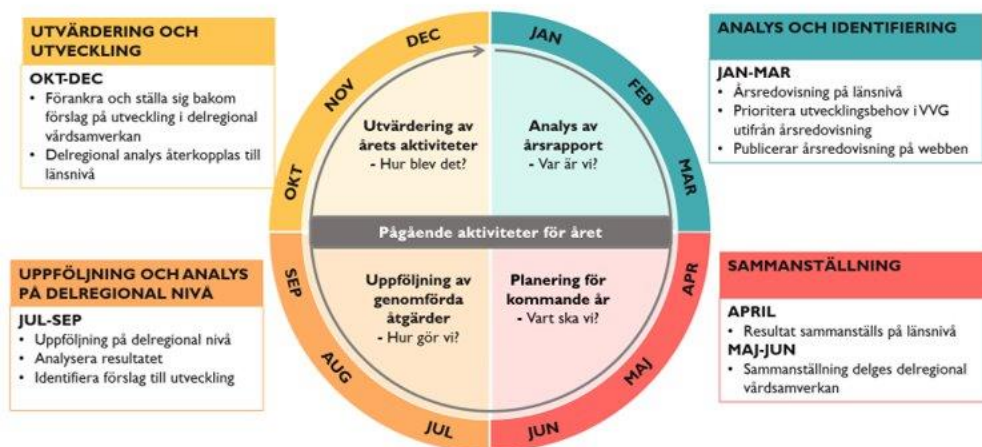 UTVÄRDERING OCH
UTVECKLING
OKT-DEC
• Förankra och ställa sig bakom
förslag på utveckling i delregional
vårdsamverkan
• Delregional analys återkopplas till
länsnivå
ANALYS OCH IDENTIFIERING
JAN-MAR
• Årsredovisning på länsnivå
• Prioritera utvecklingsbehov i VVG
utifrån årsredovisning
• Publicerar årsredovisning på webben
JAN
FEB
MAR
APR
MAJ
JUN
JUL
AUG
SEP
OKT
NOV
DEC
Utvärdering av
årets aktiviteter
- Hur blev det?
Analys av
årsrapport
- Var är vi?
Pågående aktiviteter för året
Uppföljning av
genomförda
åtgärder
- Hur gör vi?
Planering för
kommande år
- Vart ska vi?
UPPFÖLJNING OCH ANALYS
PÅ DELREGIONAL NIVÅ
JUL-SEP
• Uppföljning på delregional nivå
• Analysera resultatet
• Identifiera förslag till utveckling
SAMMANSTÄLLNING
APRIL
• Resultat sammanställs på länsnivå
MAJ-JUN
• Sammanställning delges delregional
vårdsamverkan